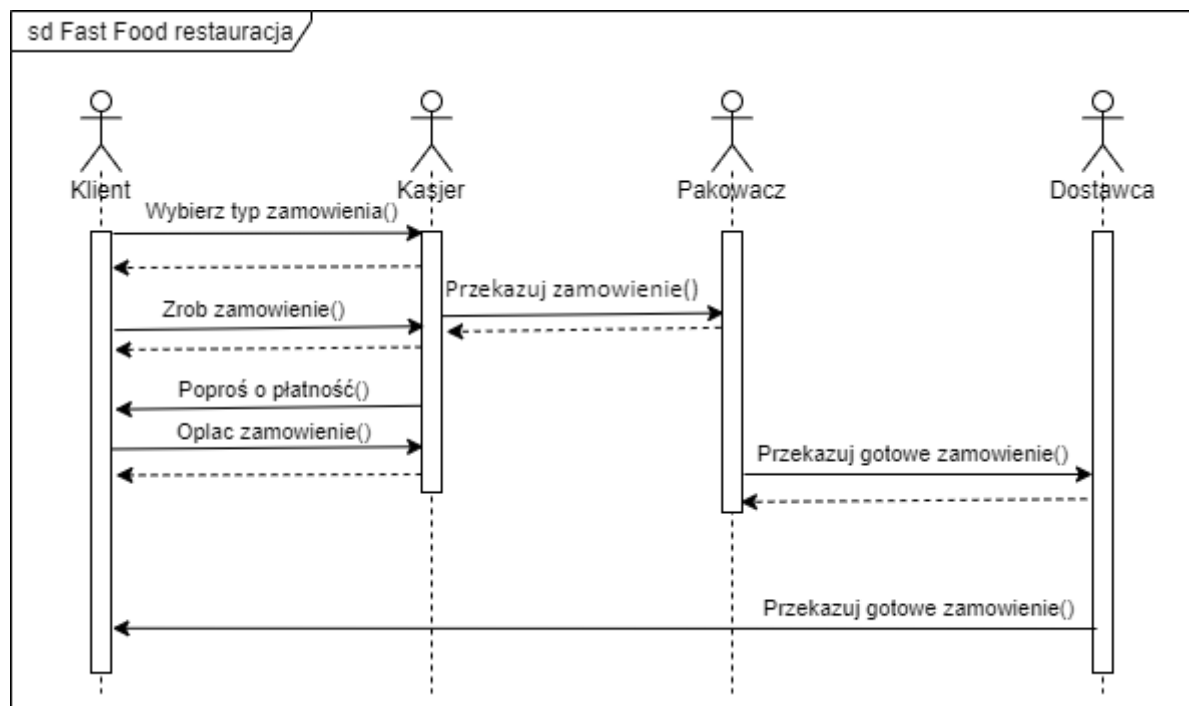 sd Fast Food restauracja
Klient
Kasjer
Pakowacz
Dostawca
Wybierz typ zamowienia()
Przekazuj zamowienie()
Zrob zamowienie()
Poproś o płatność()
Oplac zamowienie()
Przekazuj gotowe zamowienie()
Przekazuj gotowe zamowienie()